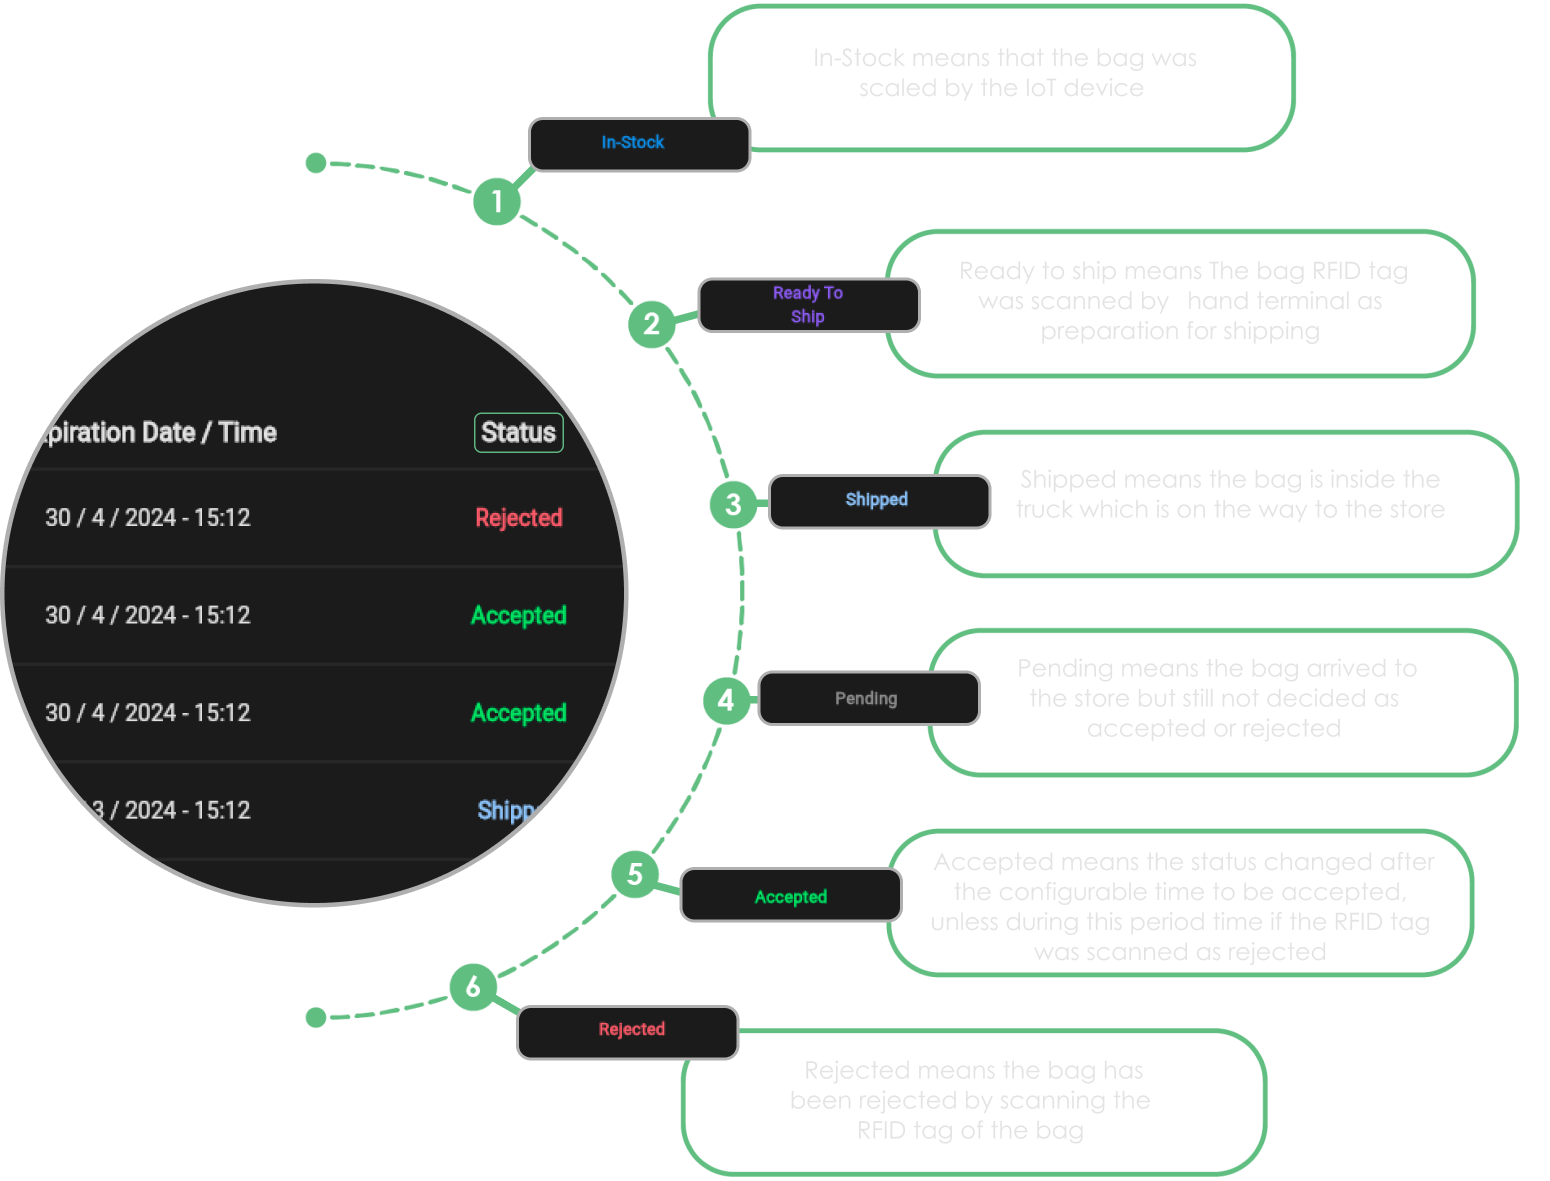 In-Stock means that the bag was
scaled by the IoT device
In-Stock
1
Ready to ship means The bag RFID tag
was scanned by hand terminal as
preparation for shipping
Ready To
Ship
2
Shipped means the bag is inside the
truck which is on the way to the store
Shipped
3
Pending means the bag arrived to
the store but still not decided as
accepted or rejected
Pending
4
Accepted means the status changed after
the configurable time to be accepted,
unless during this period time if the RFID tag
was scanned as rejected
Accepted
5
6
Rejected
Rejected means the bag has
been rejected by scanning the
RFID tag of the bag
piration Date / Time Status
30 / 4 / 2024 - 15:12 Rejected
30 / 4 / 2024 - 15:12 Accepted
30 / 4 / 2024 - 15:12 Accepted
3 / 2024 - 15:12 Shipp